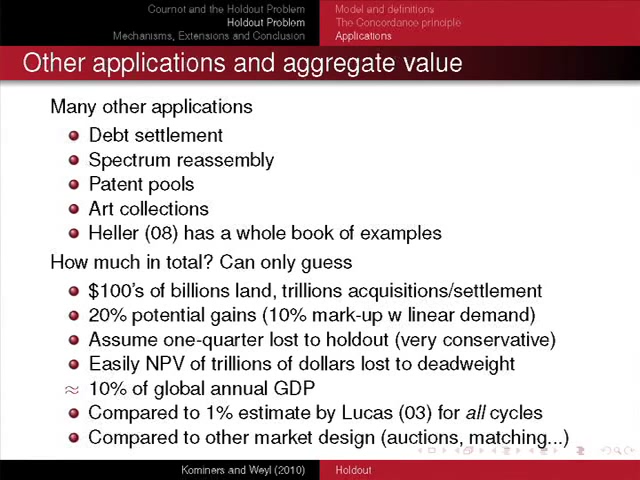 Cournot and the Holdout Problem
Holdout Problem
Mechanisms, Extensions and Conclusion
Model and definitions
The Concordance principle
Applications
Other applications and aggregate value
Many other applications
Debt settlement
Spectrum reassembly
Patent pools
Art collections
Heller (08) has a whole book of examples
How much in total? Can only guess
$100's of billions land, trillions acquisitions/settlement
20% potential gains (10% mark-up w linear demand)
Assume one-quarter lost to holdout (very conservative)
Easily NPV of trillions of dollars lost to deadweight
≈ 10% of global annual GDP
Compared to 1% estimate by Lucas (03) for all cycles
Compared to other market design (auctions, matching...)
Kominers and Weyl (2010)
Holdout